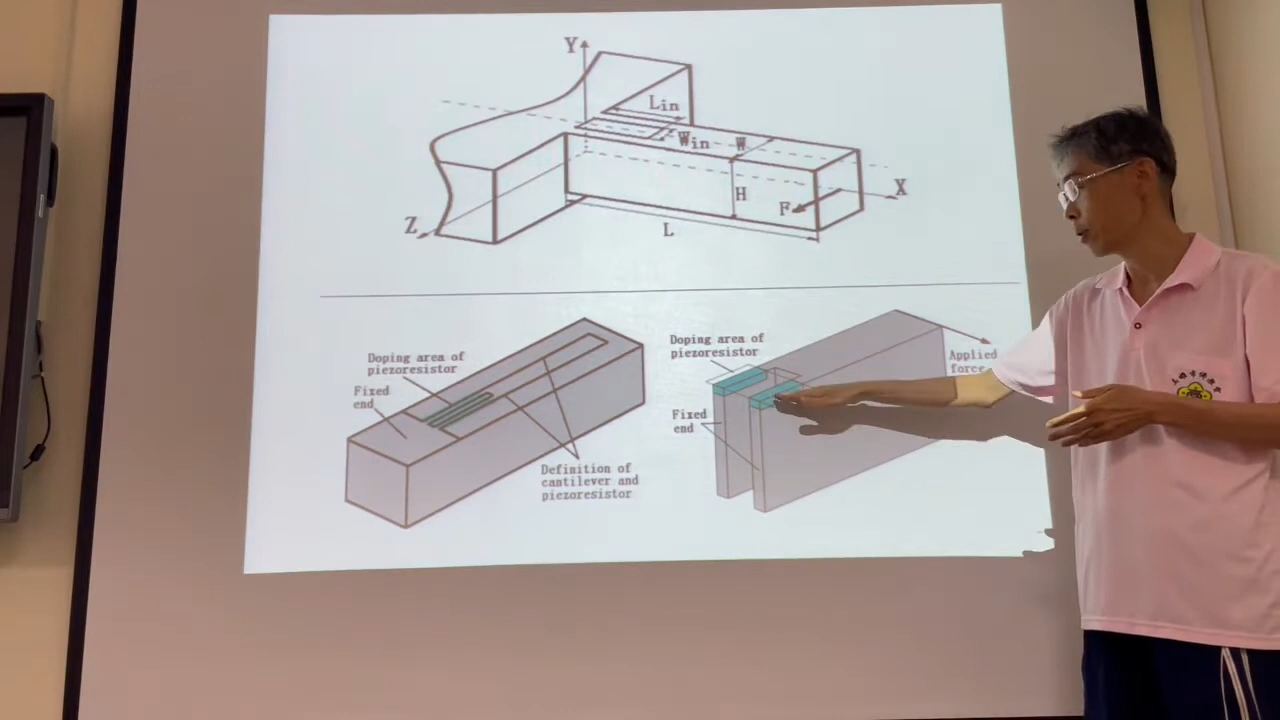 Y
Lin
Win
W
H
F
X
Z
L
Doping area of
piezoresistor
Fixed
end
Definition of
cantilever and
piezoresistor
Doping area of
piezoresistor
Fixed
end
Applied
force